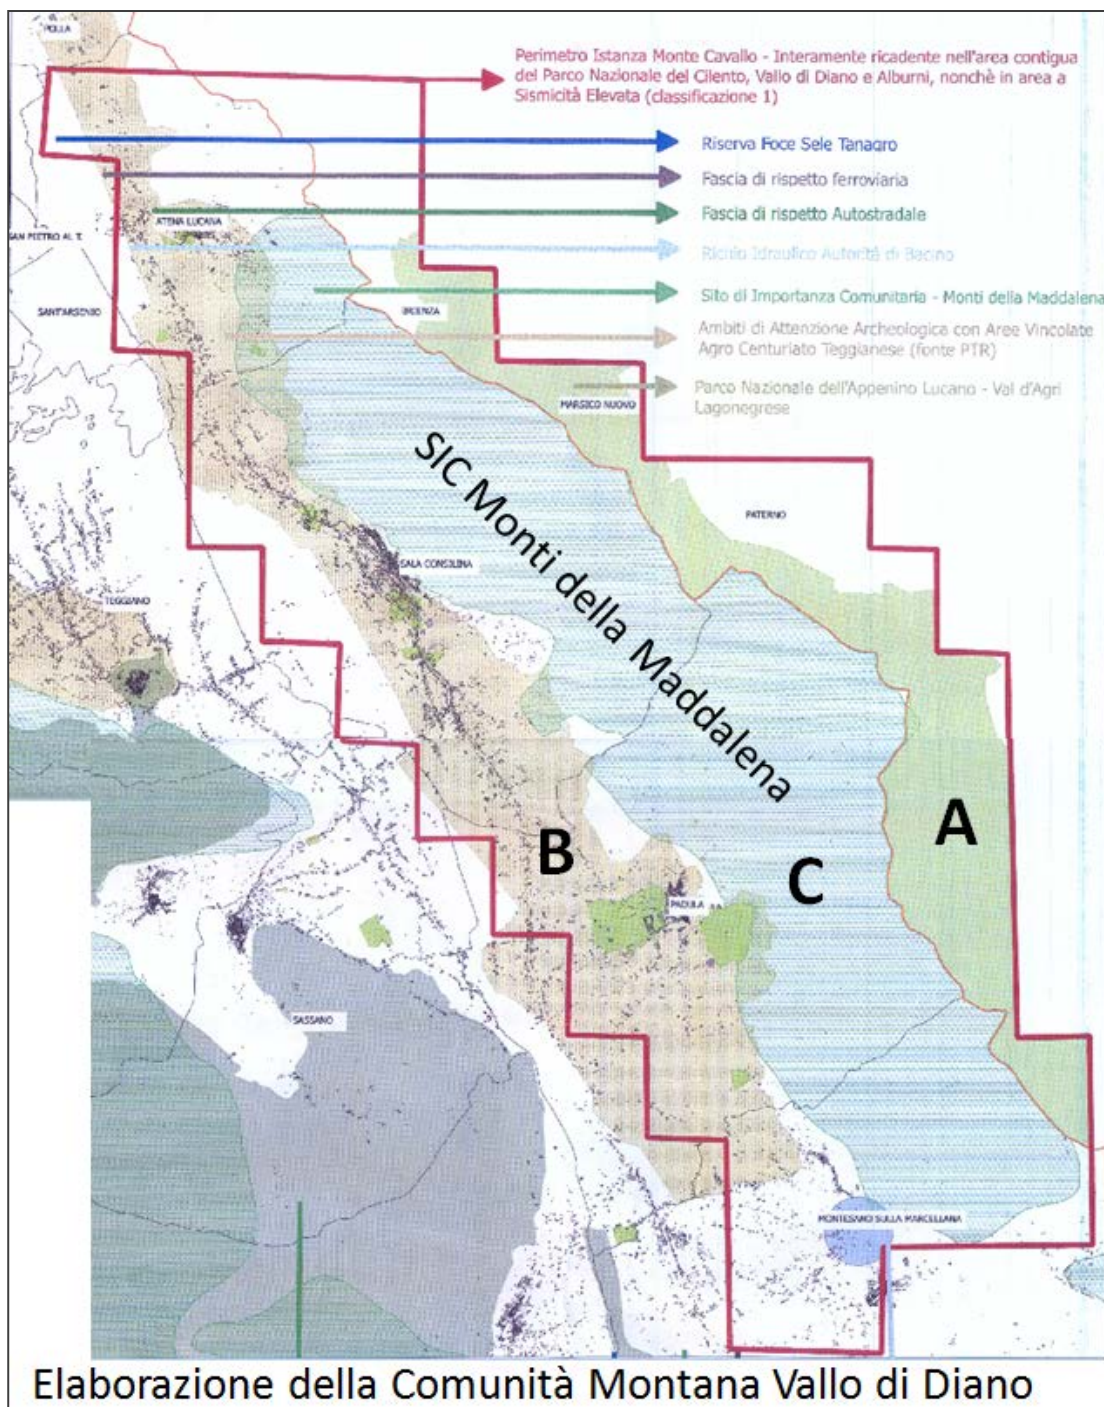 POLLA
Perimetro Istanza Monte Cavallo - Interamente ricadente nell'area contigua
del Parco Nazionale del Cilento, Vallo di Diano e Alburni, nonchè in area a
Sismicità Elevata (classificazione 1)
Riserva Foce Sele Tanagro
Fascia di rispetto ferroviaria
ATENA LUCANA
Fascia di rispetto Autostradale
SAN PIETRO AL T.
Idraulico Autorità di Bacino
Sito di Importanza Comunitaria - Monti della Maddalena
SANT'ARSENIO
BRIENZA
Ambiti di Attenzione Archeologica con Aree Vincolate
Agro Centuriato Teggianese (fonte PTR)
MARSICO NUOVO
Parco Nazionale dell'Appenino Lucano - Val d'Agri
Lagonegrese
SIC Monti della Maddalena
PATERNO
SALA CONSILINA
TEGGIANO
A
B
C
PADULA
SASSANO
MONTESANO SULLA MARCELLANA
Elaborazione della Comunità Montana Vallo di Diano